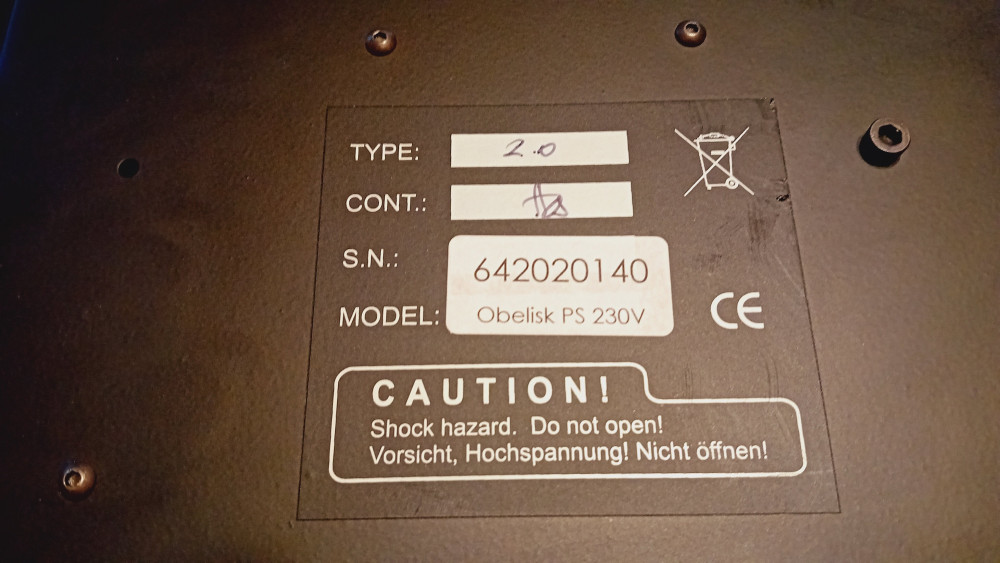 TYPE: 2.0
CONT.:
S.N.: 642020140
MODEL: Obelisk PS 230V
CE
CAUTION!
Shock hazard. Do not open!
Vorsicht, Hochspannung! Nicht öffnen!